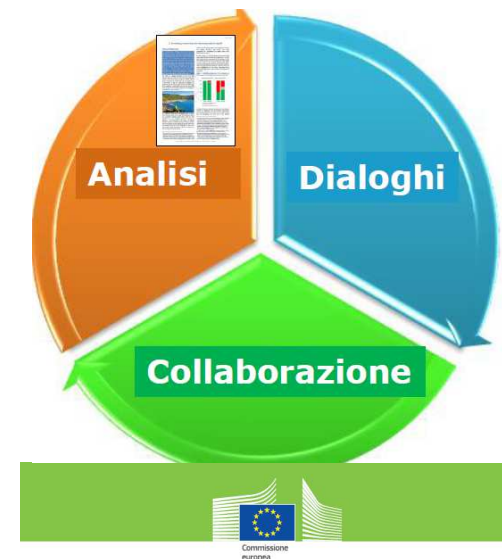 Analisi
Dialoghi
Collaborazione
Commissione
europea